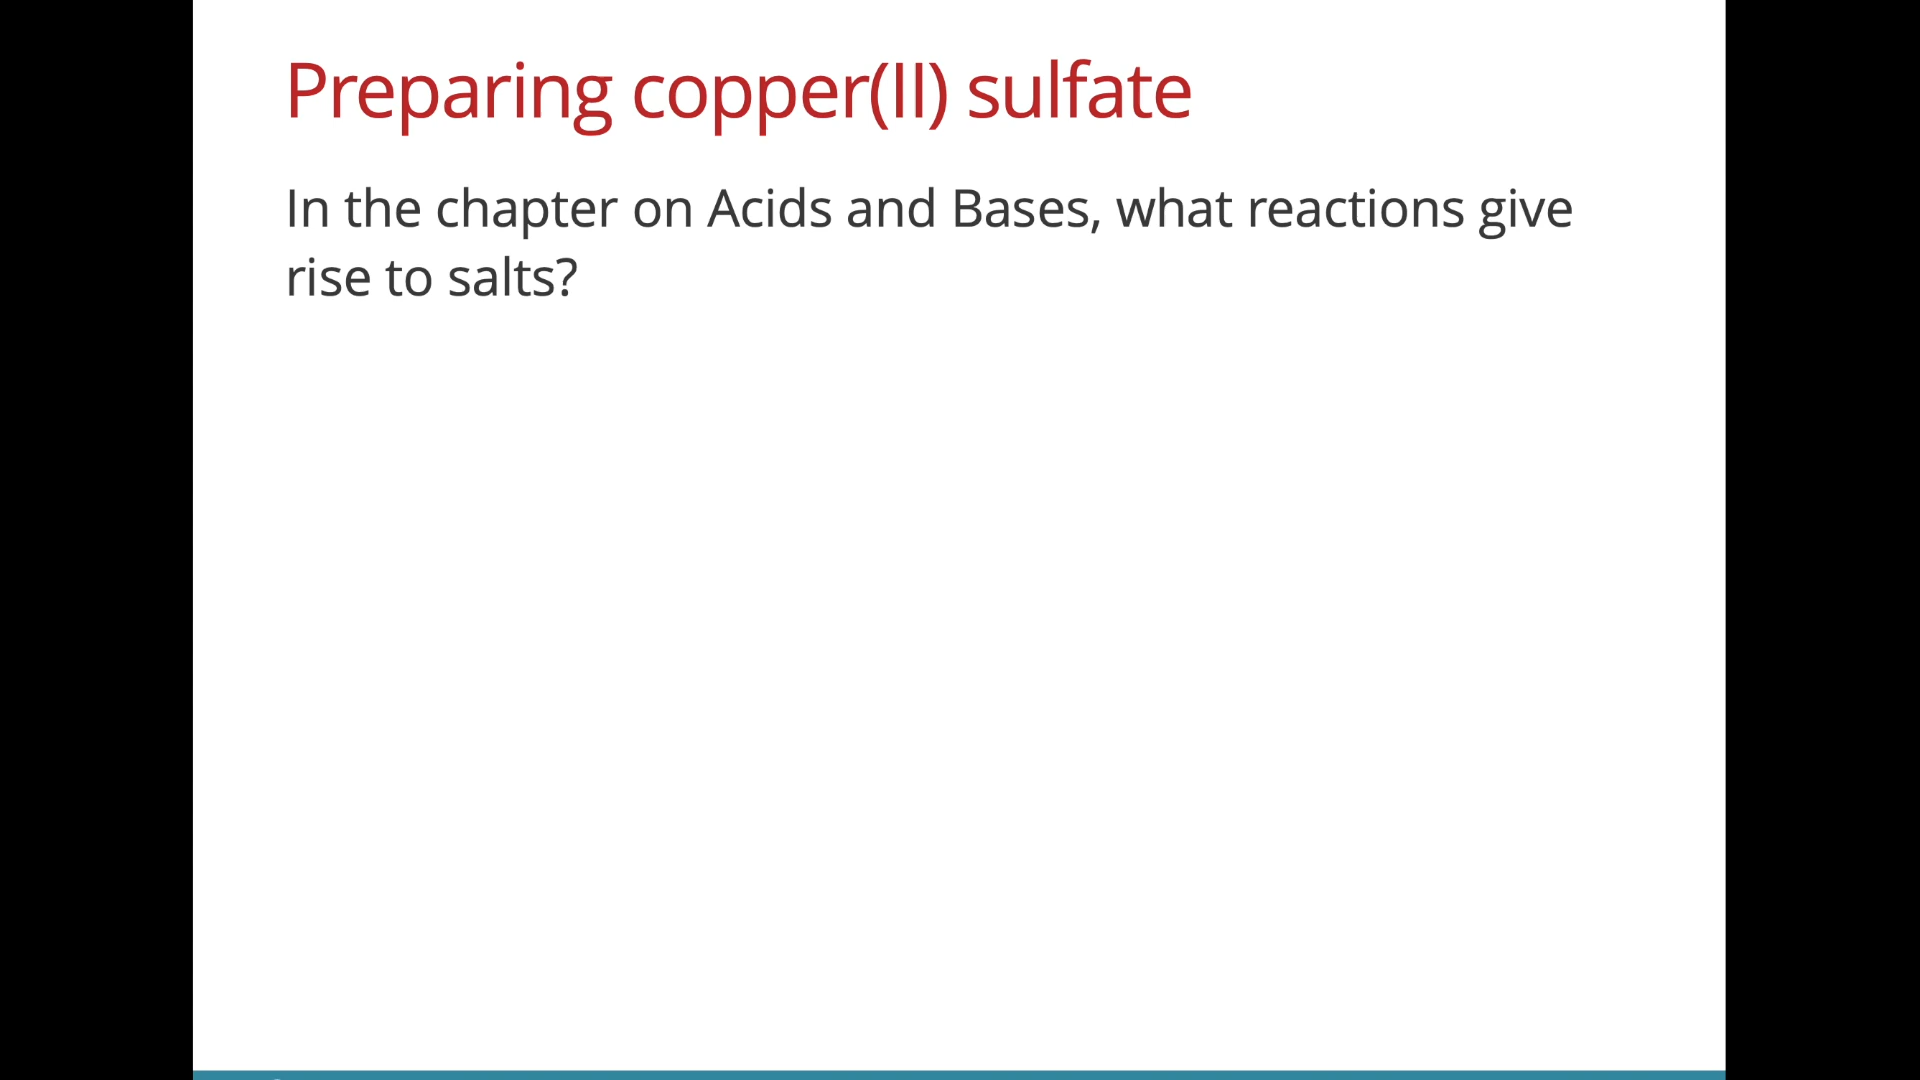 Preparing copper(II) sulfate
In the chapter on Acids and Bases, what reactions give
rise to salts?